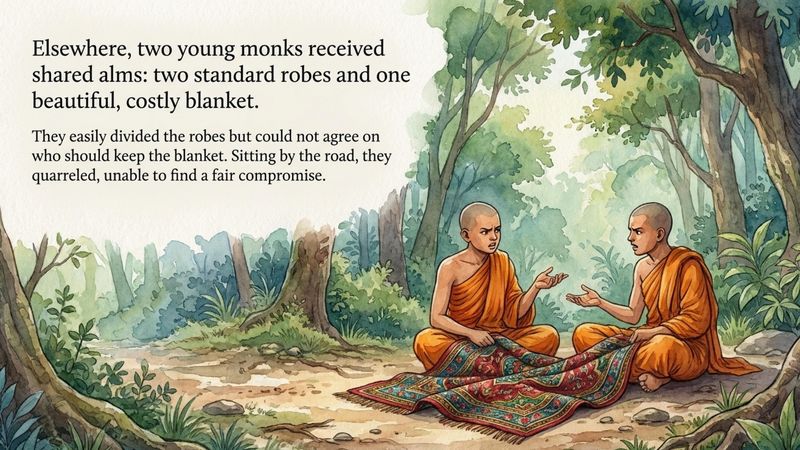 Elsewhere, two young monks received
shared alms: two standard robes and one
beautiful, costly blanket.
They easily divided the robes but could not agree on
who should keep the blanket. Sitting by the road, they
quarreled, unable to find a fair compromise.